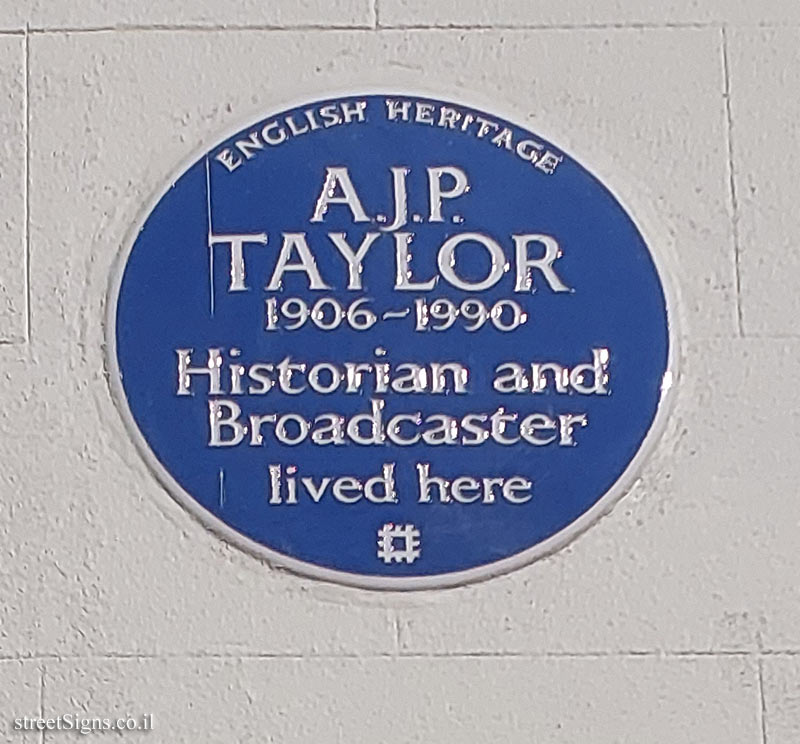 ENGLISH HERITAGE
A.J.P.
TAYLOR
1906~1990
Historian and
Broadcaster
lived here
streetSigns.co.il